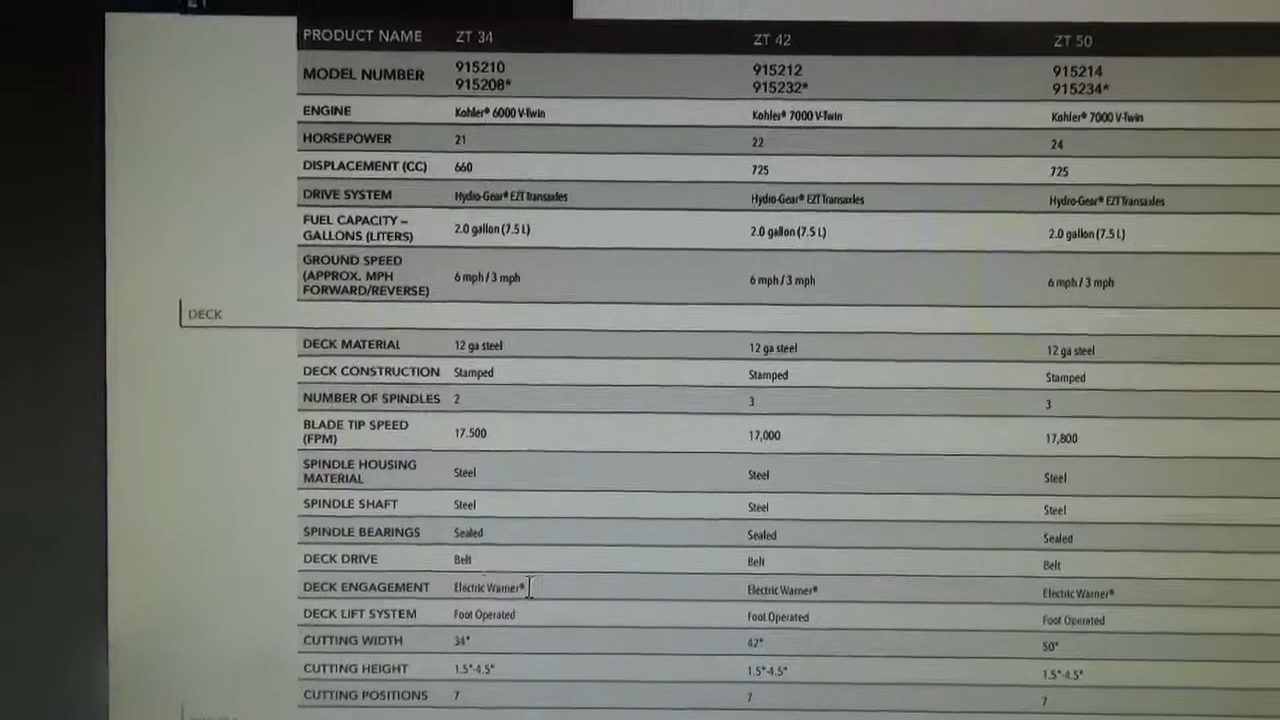 PRODUCT NAME ZT 34 ZT 42 ZT 50
MODEL NUMBER 915210 915212 915214
915208* 915232* 915234*
ENGINE Kohler® 6000 V-Twin Kohler® 7000 V-Twin Kohler® 7000 V-Twin
HORSEPOWER 21 22 24
DISPLACEMENT (CC) 660 725 725
DRIVE SYSTEM Hydro-Gear® EZT Transaxles Hydro-Gear® EZT Transaxles Hydro-Gear® EZT Transaxles
FUEL CAPACITY –
GALLONS (LITERS) 2.0 gallon (7.5 L) 2.0 gallon (7.5 L) 2.0 gallon (7.5 L)
GROUND SPEED
(APPROX. MPH
FORWARD/REVERSE) 6 mph / 3 mph 6 mph / 3 mph 6 mph / 3 mph
DECK
DECK MATERIAL 12 ga steel 12 ga steel 12 ga steel
DECK CONSTRUCTION Stamped Stamped Stamped
NUMBER OF SPINDLES 2 3 3
BLADE TIP SPEED
(FPM) 17.500 17,000 17,800
SPINDLE HOUSING
MATERIAL Steel Steel Steel
SPINDLE SHAFT Steel Steel Steel
SPINDLE BEARINGS Sealed Sealed Sealed
DECK DRIVE Belt Belt Belt
DECK ENGAGEMENT Electric Warner® Electric Warner® Electric Warner®
DECK LIFT SYSTEM Foot Operated Foot Operated Foot Operated
CUTTING WIDTH 34" 42" 50"
CUTTING HEIGHT 1.5"-4.5" 1.5"-4.5" 1.5"-4.5"
CUTTING POSITIONS 7 7 7